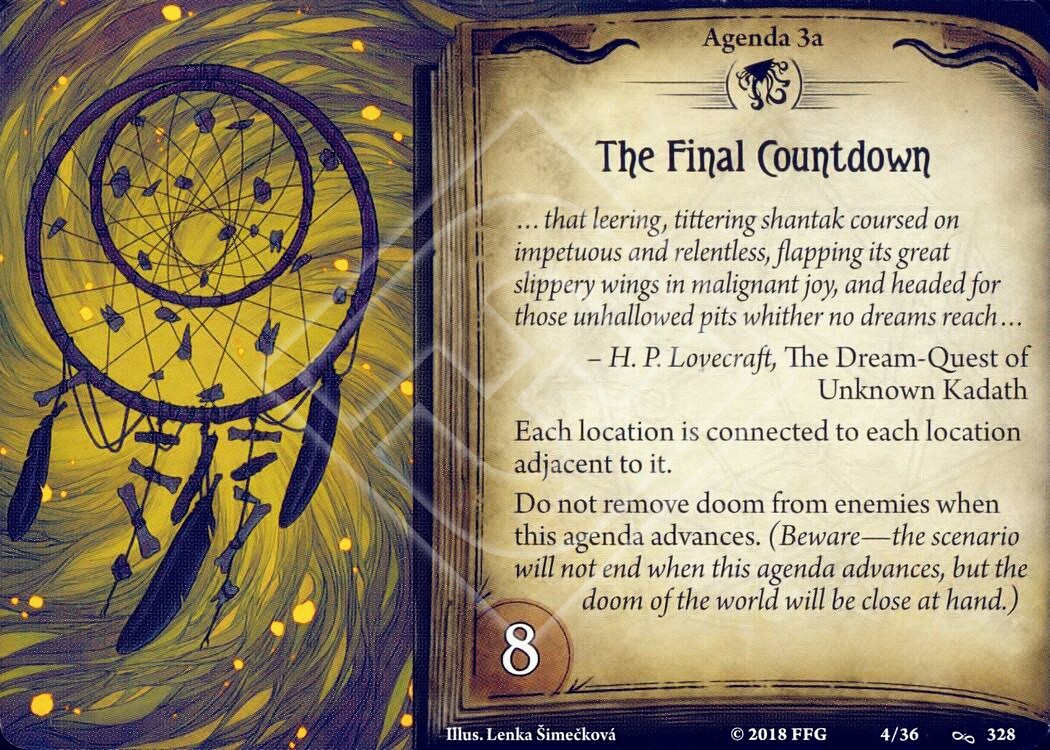 Agenda 3a
The Final Countdown
…that leering, tittering shantak coursed on
impetuous and relentless, flapping its great
slippery wings in malignant joy, and headed for
those unhallowed pits whither no dreams reach…
– H. P. Lovecraft, The Dream-Quest of
Unknown Kadath
Each location is connected to each location
adjacent to it.
Do not remove doom from enemies when
this agenda advances. (Beware—the scenario
will not end when this agenda advances, but the
doom of the world will be close at hand.)
8
Illus. Lenka Šimečková © 2018 FFG 4/36 328